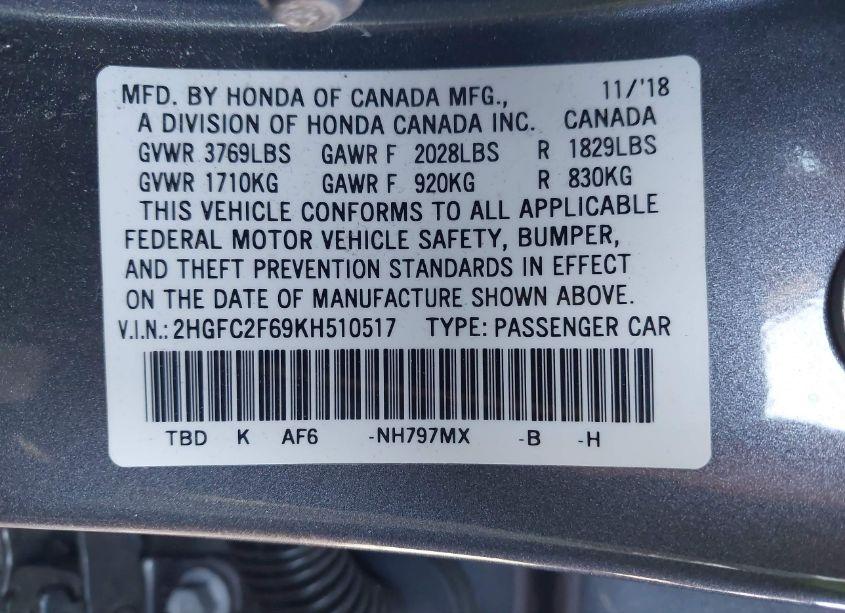 MFD. BY HONDA OF CANADA MFG., 11/'18
A DIVISION OF HONDA CANADA INC. CANADA
GVWR 3769LBS GAWR F 2028LBS R 1829LBS
GVWR 1710KG GAWR F 920KG R 830KG
THIS VEHICLE CONFORMS TO ALL APPLICABLE
FEDERAL MOTOR VEHICLE SAFETY, BUMPER,
AND THEFT PREVENTION STANDARDS IN EFFECT
ON THE DATE OF MANUFACTURE SHOWN ABOVE.
V.I.N.: 2HGFC2F69KH510517 TYPE: PASSENGER CAR
TBD K AF6 -NH797MX -B -H